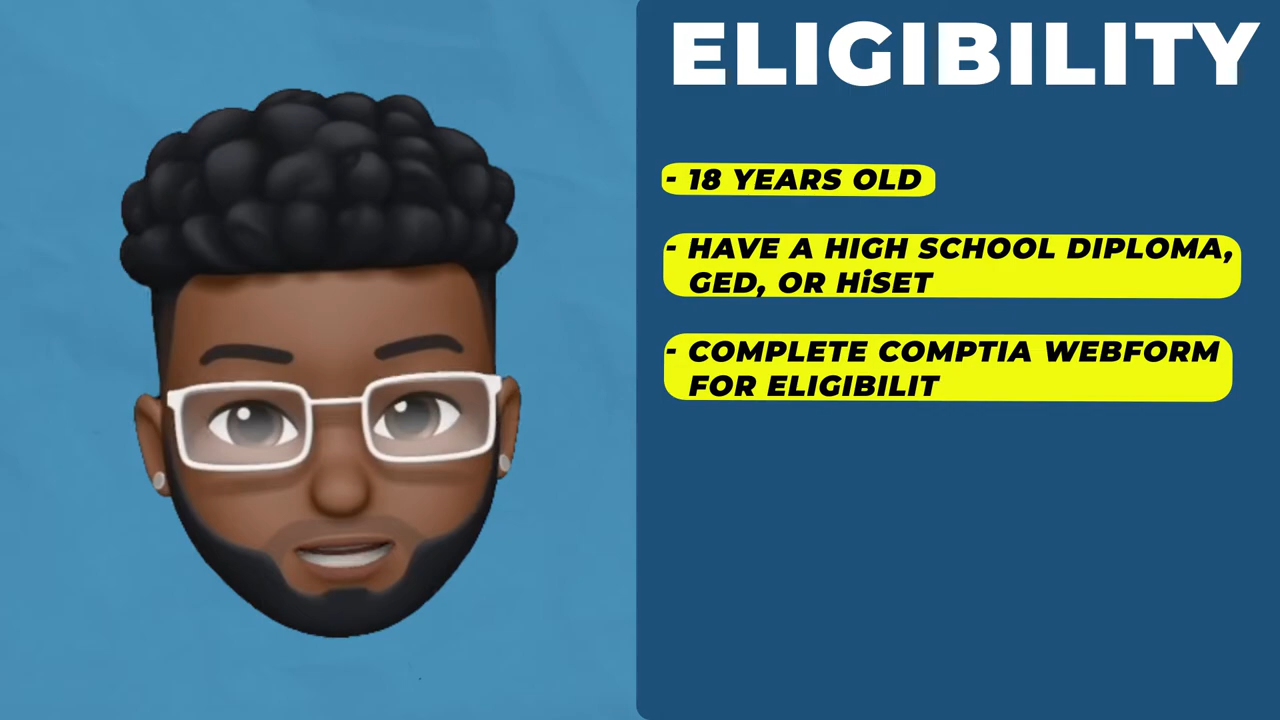 ELIGIBILITY
- 18 YEARS OLD
- HAVE A HIGH SCHOOL DIPLOMA,
GED, OR HiSET
- COMPLETE COMPTIA WEBFORM
FOR ELIGIBILIT